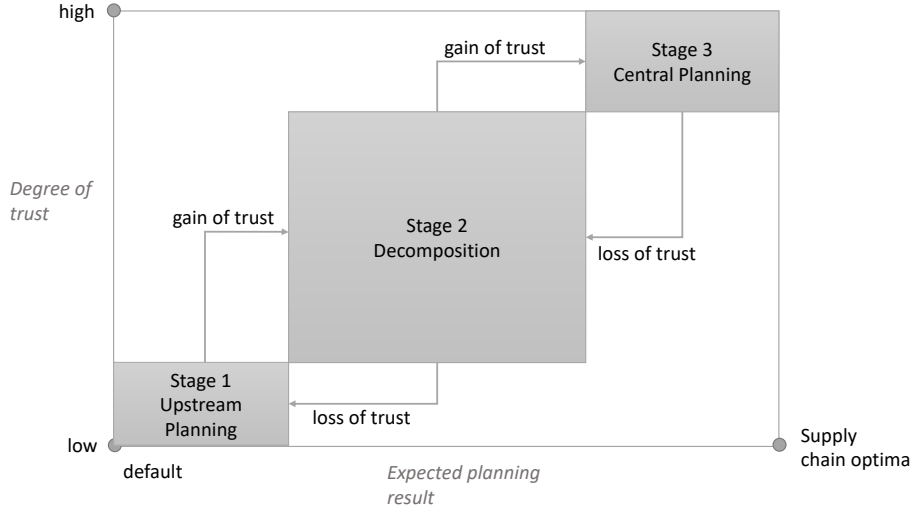 high
gain of trust
Stage 3
Central Planning
Degree of
trust
gain of trust
Stage 2
Decomposition
loss of trust
Stage 1
Upstream
Planning
loss of trust
low
default
Expected planning
result
Supply
chain optima